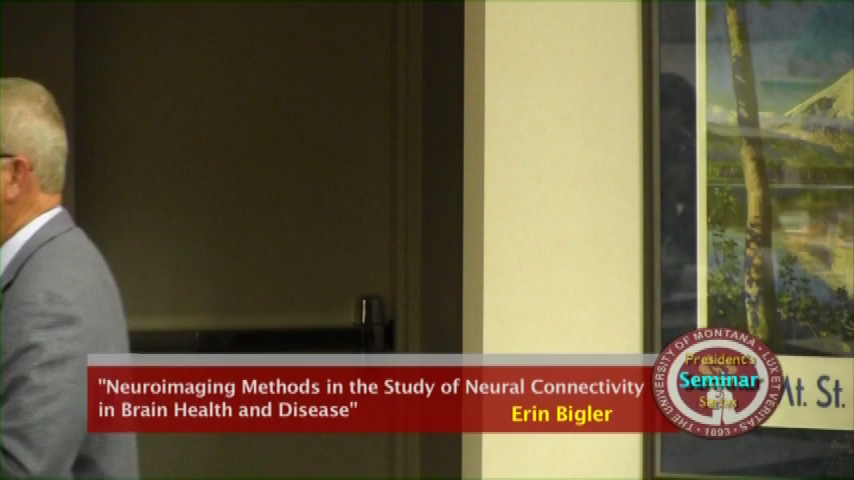 "Neuroimaging Methods in the Study of Neural Connectivity
in Brain Health and Disease"
Erin Bigler
THE UNIVERSITY OF MONTANA · LUX ET VERITAS · 1893 ·
President's
Seminar
Series
Mt. St.